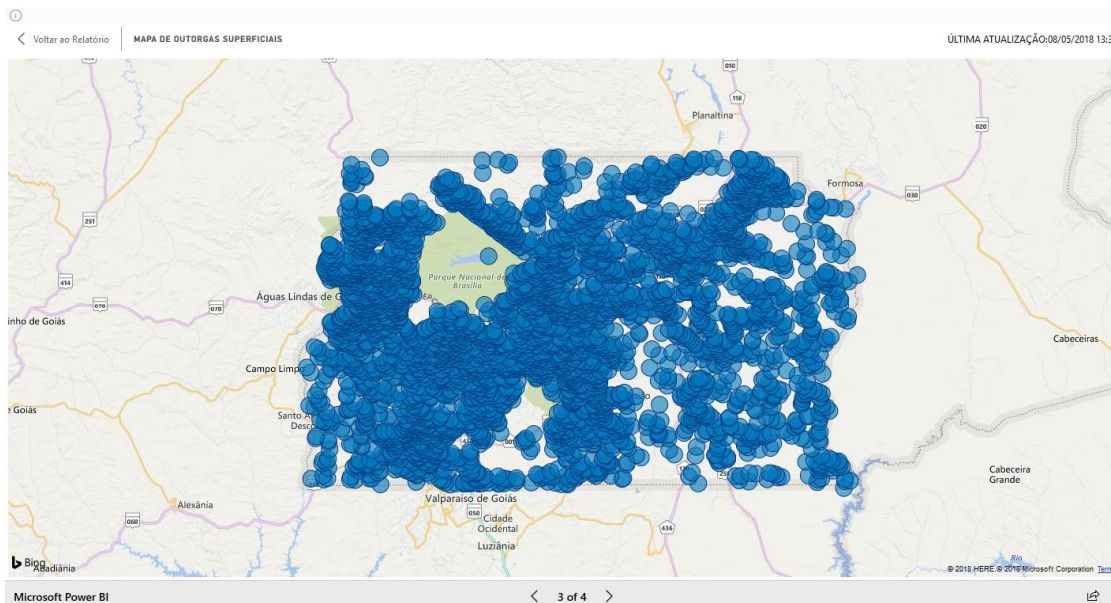 Voltar ao Relatório
MAPA DE OUTORGAS SUPERFICIAIS
ÚLTIMA ATUALIZAÇÃO:08/05/2018 13:3
010
118
Planaltina
020
Formosa
030
251
Parque Nacional de
Brasília
414
Águas Lindas de G
070
070
inho de Goiás
Cabeceiras
Campo Limp
e Goiás
Santo A
Desc
Cabeceira
Grande
Alexânia
Valparaíso de Goiás
060
050
Cidade
Ocidental
436
Luziânia
Rio
Bing
Abadiânia
© 2018 HERE, © 2018 Microsoft Corporation Term
Microsoft Power BI
3 of 4